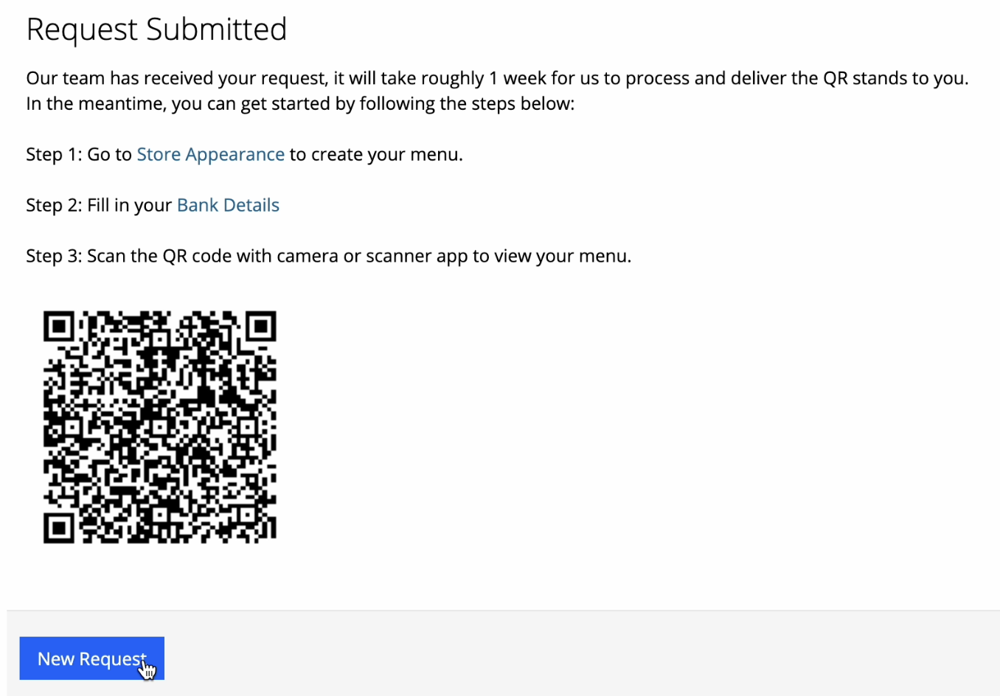 Request Submitted
Our team has received your request, it will take roughly 1 week for us to process and deliver the QR stands to you.
In the meantime, you can get started by following the steps below:
Step 1: Go to Store Appearance to create your menu.
Step 2: Fill in your Bank Details
Step 3: Scan the QR code with camera or scanner app to view your menu.
New Request